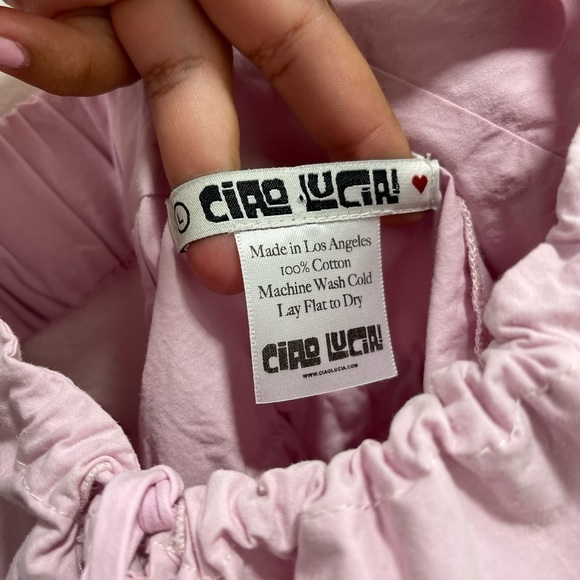 L CIAO LUCIA!
Made in Los Angeles
100% Cotton
Machine Wash Cold
Lay Flat to Dry
CIAO LUCIA!
WWW.CIAOLUCIA.COM